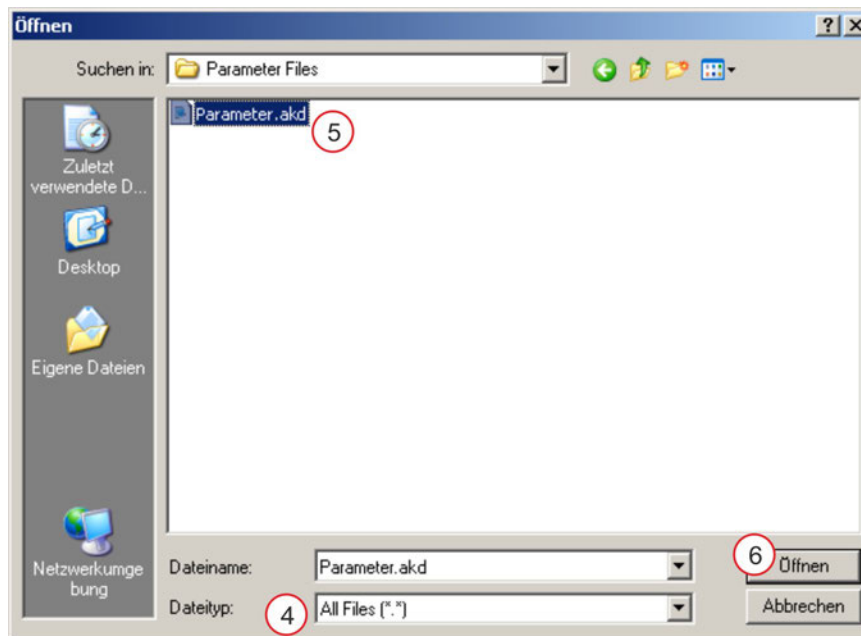 Öffnen
Suchen in: Parameter Files
Parameter.akd
5
Zuletzt
verwendete D...
Desktop
Eigene Dateien
Netzwerkumge
bung
Dateiname: Parameter.akd
6 Öffnen
Dateityp: 4 All Files (*.*)
Abbrechen